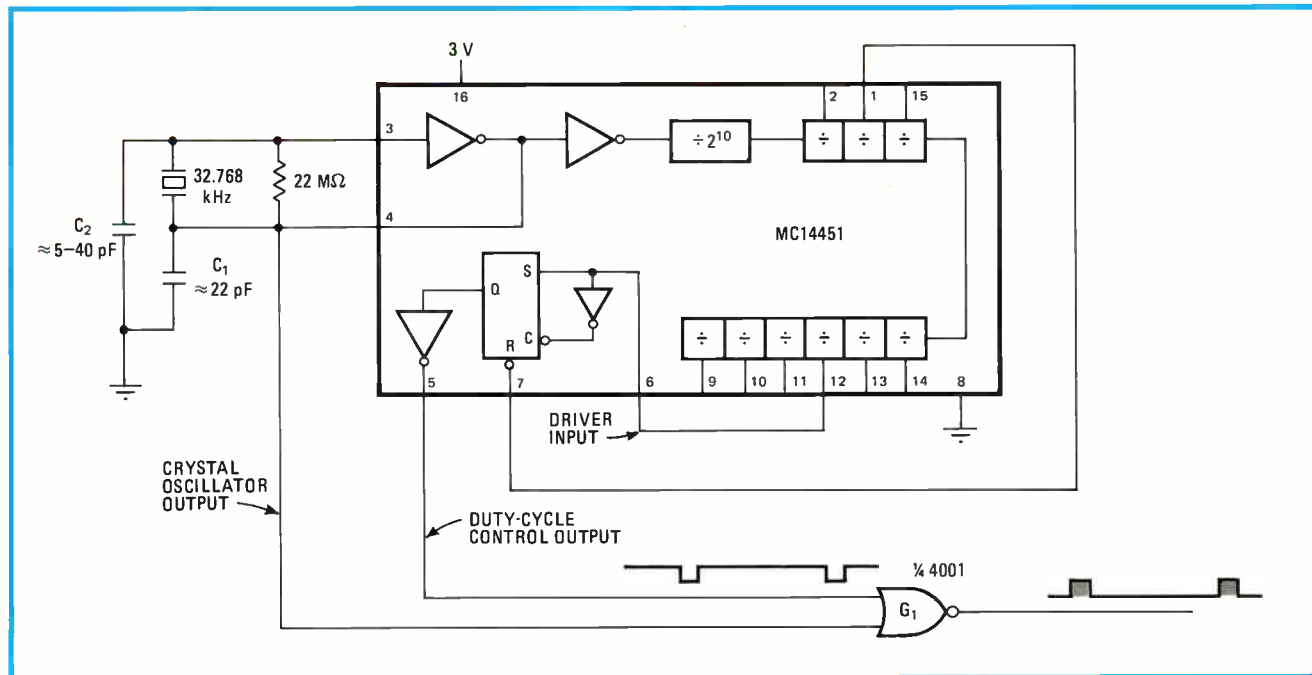 3 V
16
2 1 15
3
÷ 2¹⁰
÷ ÷ ÷
32.768
kHz
22 MΩ
4
MC14451
C₂
≈ 5–40 pF
C₁
≈ 22 pF
S
Q
C
R
÷ ÷ ÷ ÷ ÷ ÷
5 7 6 9 10 11 12 13 14 8
DRIVER
INPUT
CRYSTAL
OSCILLATOR
OUTPUT
DUTY-CYCLE
CONTROL OUTPUT
¼ 4001
G₁